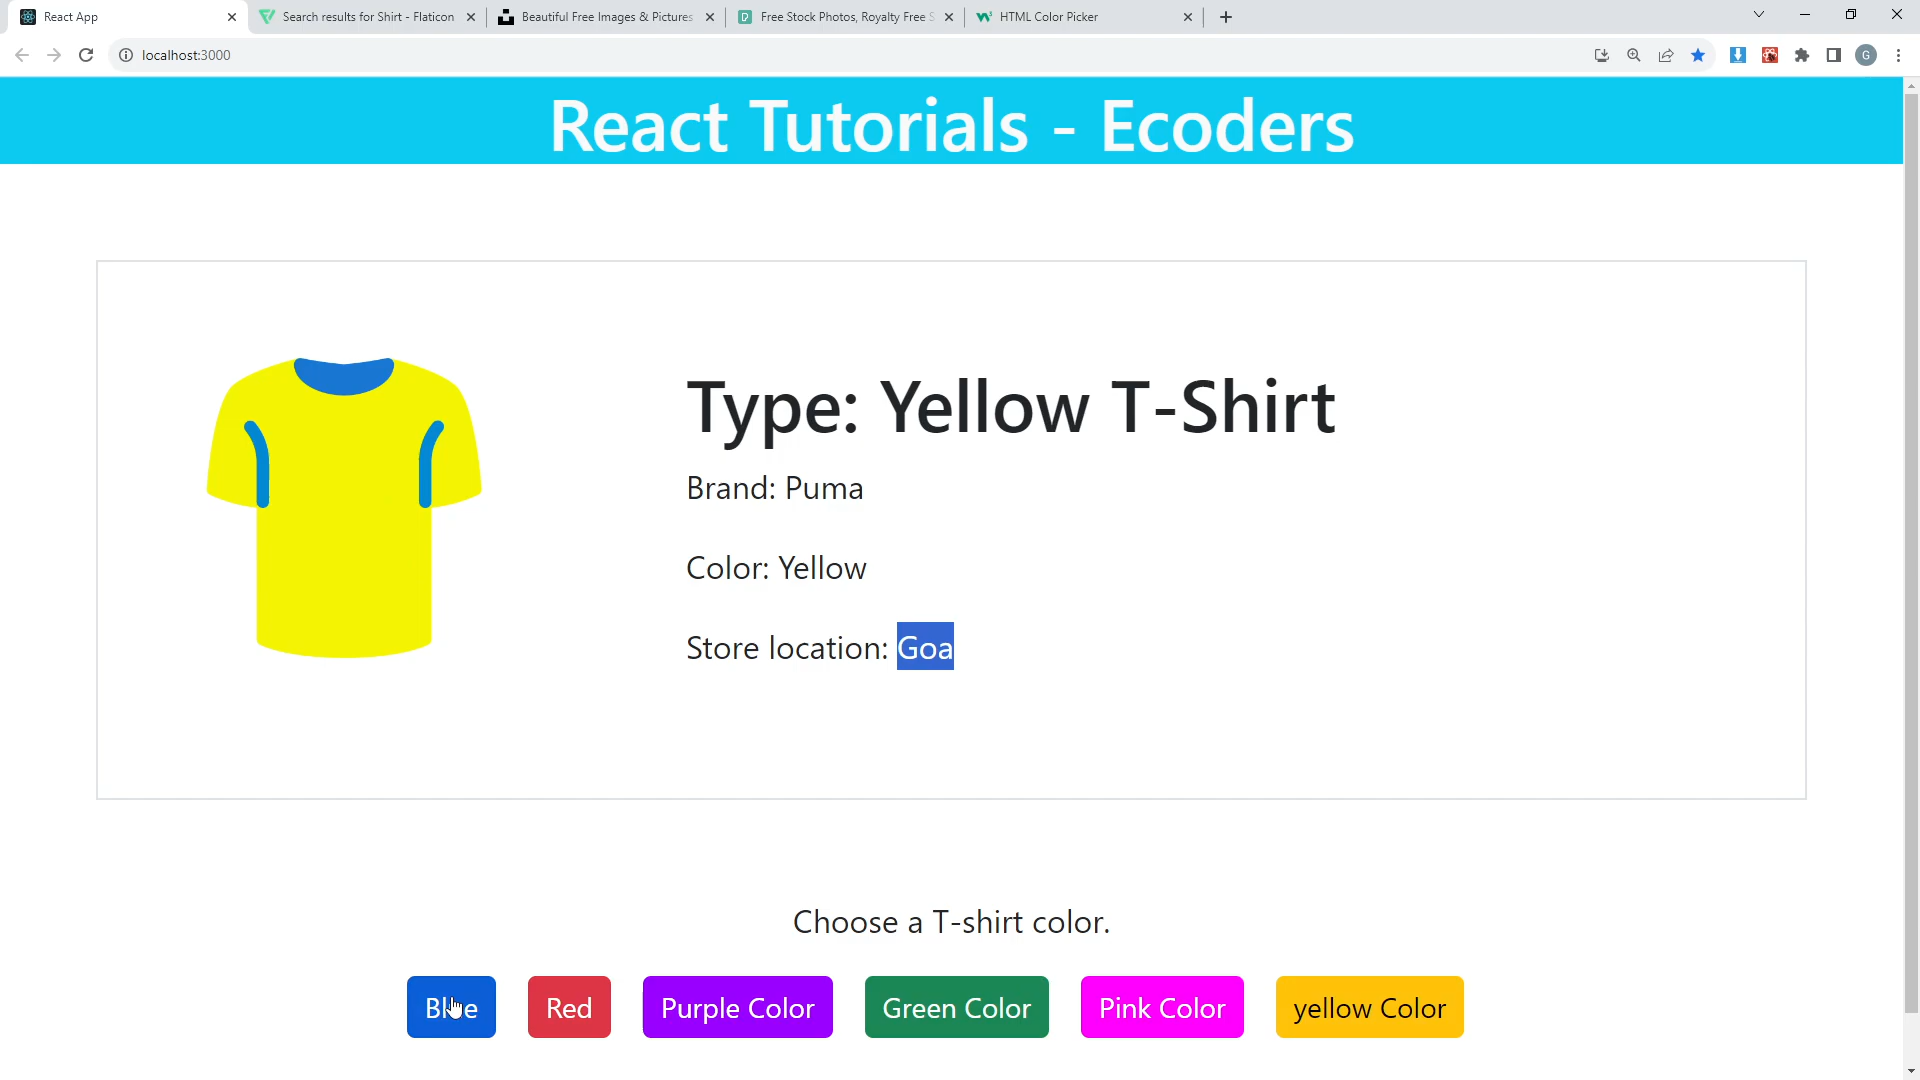 React App
Search results for Shirt - Flaticon
Beautiful Free Images & Pictures
Free Stock Photos, Royalty Free S
HTML Color Picker
localhost:3000
G
React Tutorials - Ecoders
Type: Yellow T-Shirt
Brand: Puma
Color: Yellow
Store location: Goa
Choose a T-shirt color.
Blue
Red
Purple Color
Green Color
Pink Color
yellow Color